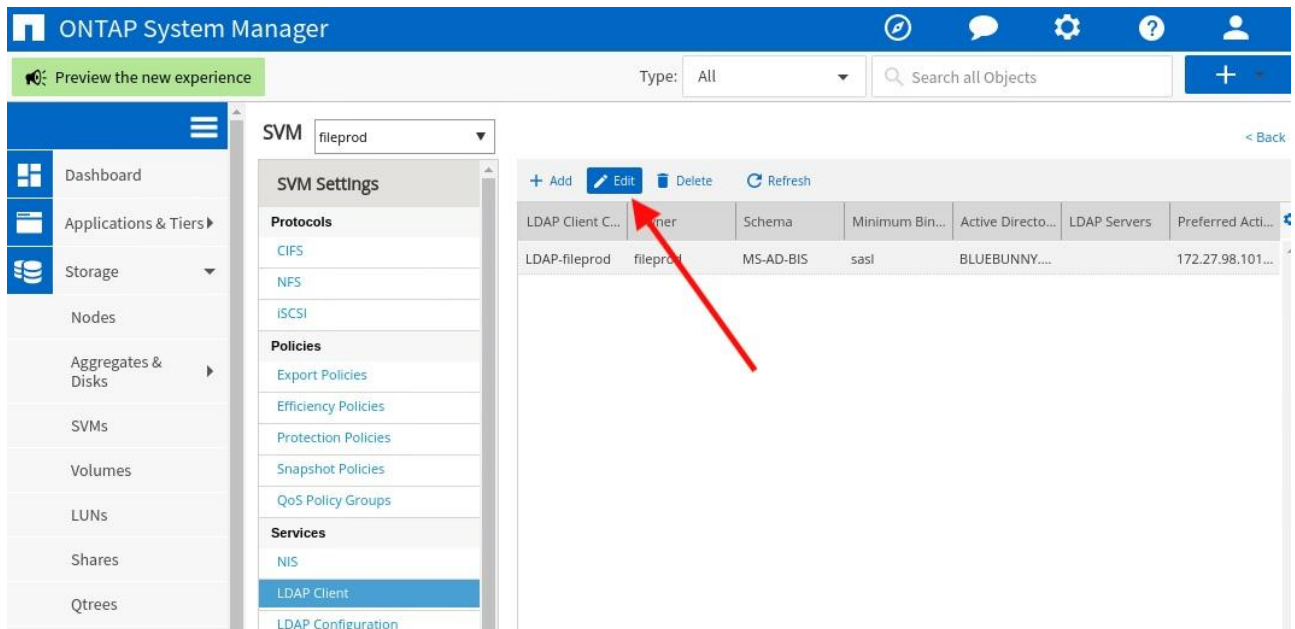 ONTAP System Manager
Preview the new experience
Type: All
Search all Objects
SVM fileprod
< Back
Dashboard
Applications & Tiers
Storage
Nodes
Aggregates &
Disks
SVMs
Volumes
LUNs
Shares
Qtrees
SVM Settings
Protocols
CIFS
NFS
iSCSI
Policies
Export Policies
Efficiency Policies
Protection Policies
Snapshot Policies
QoS Policy Groups
Services
NIS
LDAP Client
LDAP Configuration
+ Add Edit Delete Refresh
LDAP Client C... Schema Minimum Bin... Active Directo... LDAP Servers Preferred Acti...
LDAP-fileprod fileprod MS-AD-BIS sasl BLUEBUNNY.... 172.27.98.101...